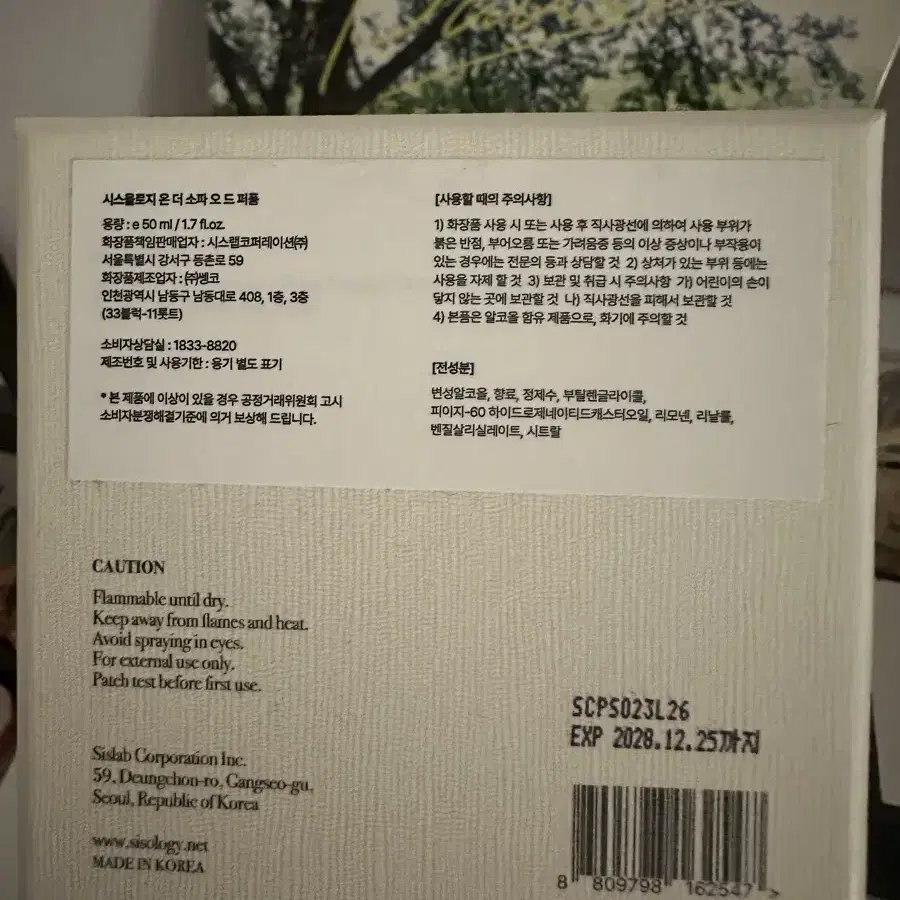 시스올로지 온 더 소파 오 드 퍼퓸
용량 : e 50 ml / 1.7 fl.oz.
화장품책임판매업자 : 시스랩코퍼레이션㈜
서울특별시 강서구 등촌로 59
화장품제조업자 : ㈜쎙코
인천광역시 남동구 남동대로 408, 1층, 3층
(33블럭-11롯트)
소비자상담실 : 1833-8820
제조번호 및 사용기한 : 용기 별도 표기
* 본 제품에 이상이 있을 경우 공정거래위원회 고시
소비자분쟁해결기준에 의거 보상해 드립니다.
[사용할 때의 주의사항]
1) 화장품 사용 시 또는 사용 후 직사광선에 의하여 사용 부위가
붉은 반점, 부어오름 또는 가려움증 등의 이상 증상이나 부작용이
있는 경우에는 전문의 등과 상담할 것 2) 상처가 있는 부위 등에는
사용을 자제 할 것 3) 보관 및 취급 시 주의사항 가) 어린이의 손이
닿지 않는 곳에 보관할 것 나) 직사광선을 피해서 보관할 것
4) 본품은 알코올 함유 제품으로, 화기에 주의할 것
[전성분]
변성알코올, 향료, 정제수, 부틸렌글라이콜,
피이지-60 하이드로제네이티드캐스터오일, 리모넨, 리날룰,
벤질살리실레이트, 시트랄
CAUTION
Flammable until dry.
Keep away from flames and heat.
Avoid spraying in eyes.
For external use only.
Patch test before first use.
Sislab Corporation Inc.
59, Deungchon-ro, Gangseo-gu,
Seoul, Republic of Korea
www.sisology.net
MADE IN KOREA
SCPS023L26
EXP 2028.12.25까지
8 809798 162547 >